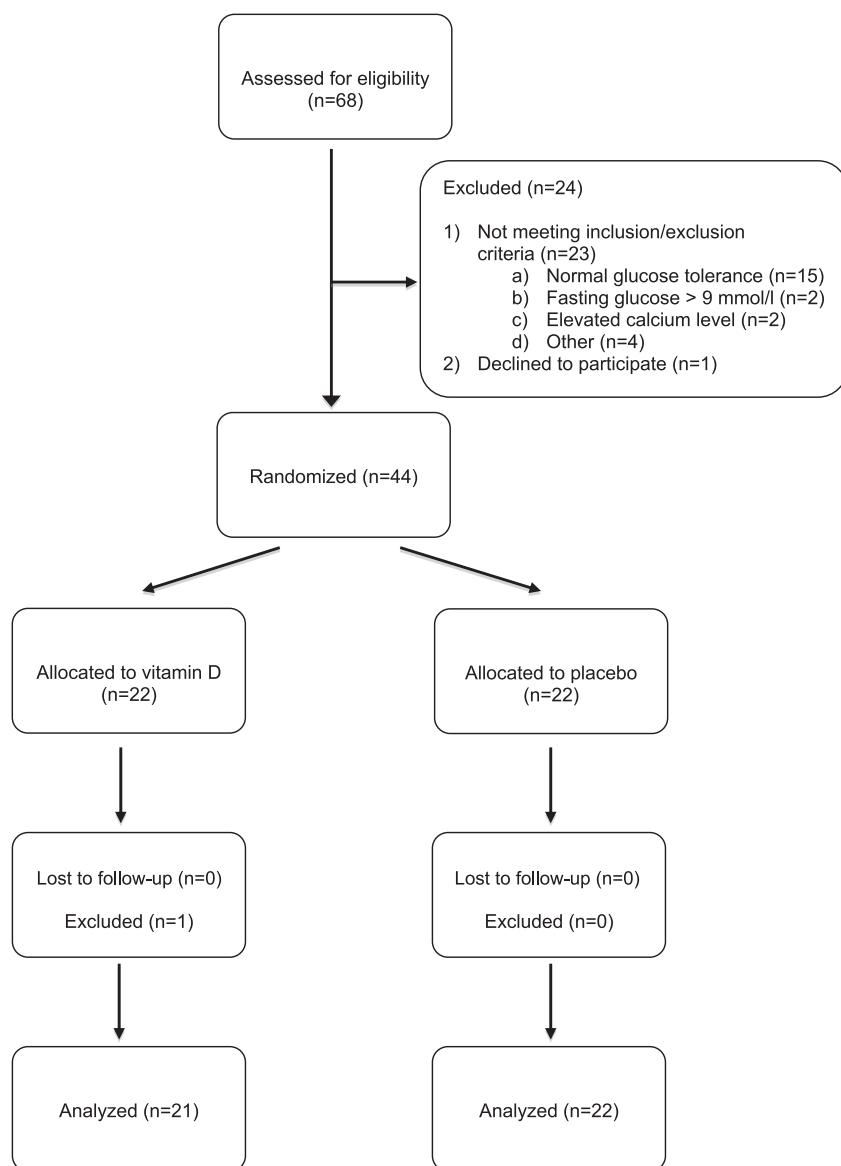 Assessed for eligibility
(n=68)
Excluded (n=24)
1) Not meeting inclusion/exclusion
criteria (n=23)
a) Normal glucose tolerance (n=15)
b) Fasting glucose > 9 mmol/l (n=2)
c) Elevated calcium level (n=2)
d) Other (n=4)
2) Declined to participate (n=1)
Randomized (n=44)
Allocated to vitamin D
(n=22)
Allocated to placebo
(n=22)
Lost to follow-up (n=0)
Excluded (n=1)
Lost to follow-up (n=0)
Excluded (n=0)
Analyzed (n=21)
Analyzed (n=22)